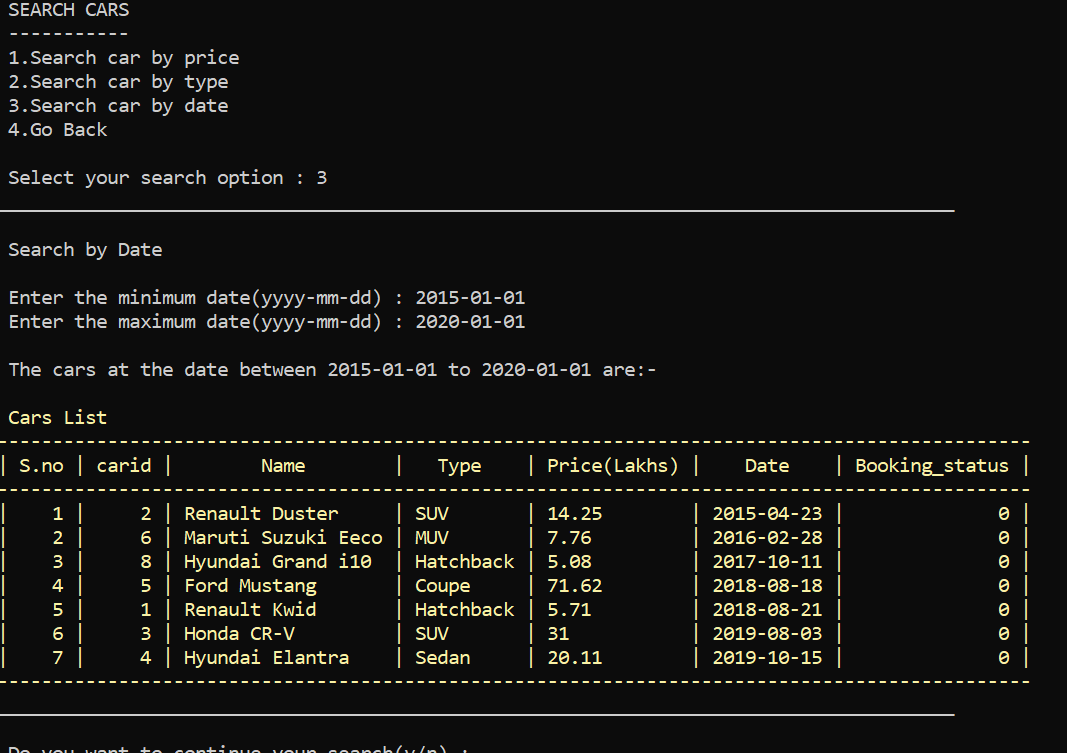 SEARCH CARS
-----------
1.Search car by price
2.Search car by type
3.Search car by date
4.Go Back
Select your search option : 3
Search by Date
Enter the minimum date(yyyy-mm-dd) : 2015-01-01
Enter the maximum date(yyyy-mm-dd) : 2020-01-01
The cars at the date between 2015-01-01 to 2020-01-01 are:-
Cars List
| S.no | carid | Name | Type | Price(Lakhs) | Date | Booking_status |
| 1 | 2 | Renault Duster | SUV | 14.25 | 2015-04-23 | 0 |
| 2 | 6 | Maruti Suzuki Eeco | MUV | 7.76 | 2016-02-28 | 0 |
| 3 | 8 | Hyundai Grand i10 | Hatchback | 5.08 | 2017-10-11 | 0 |
| 4 | 5 | Ford Mustang | Coupe | 71.62 | 2018-08-18 | 0 |
| 5 | 1 | Renault Kwid | Hatchback | 5.71 | 2018-08-21 | 0 |
| 6 | 3 | Honda CR-V | SUV | 31 | 2019-08-03 | 0 |
| 7 | 4 | Hyundai Elantra | Sedan | 20.11 | 2019-10-15 | 0 |
Do you want to continue your search(y/n) :